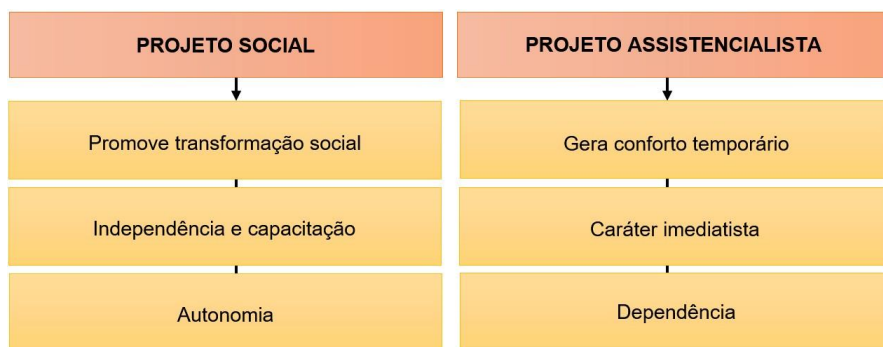 PROJETO SOCIAL
Promove transformação social
Independência e capacitação
Autonomia
PROJETO ASSISTENCIALISTA
Gera conforto temporário
Caráter imediatista
Dependência